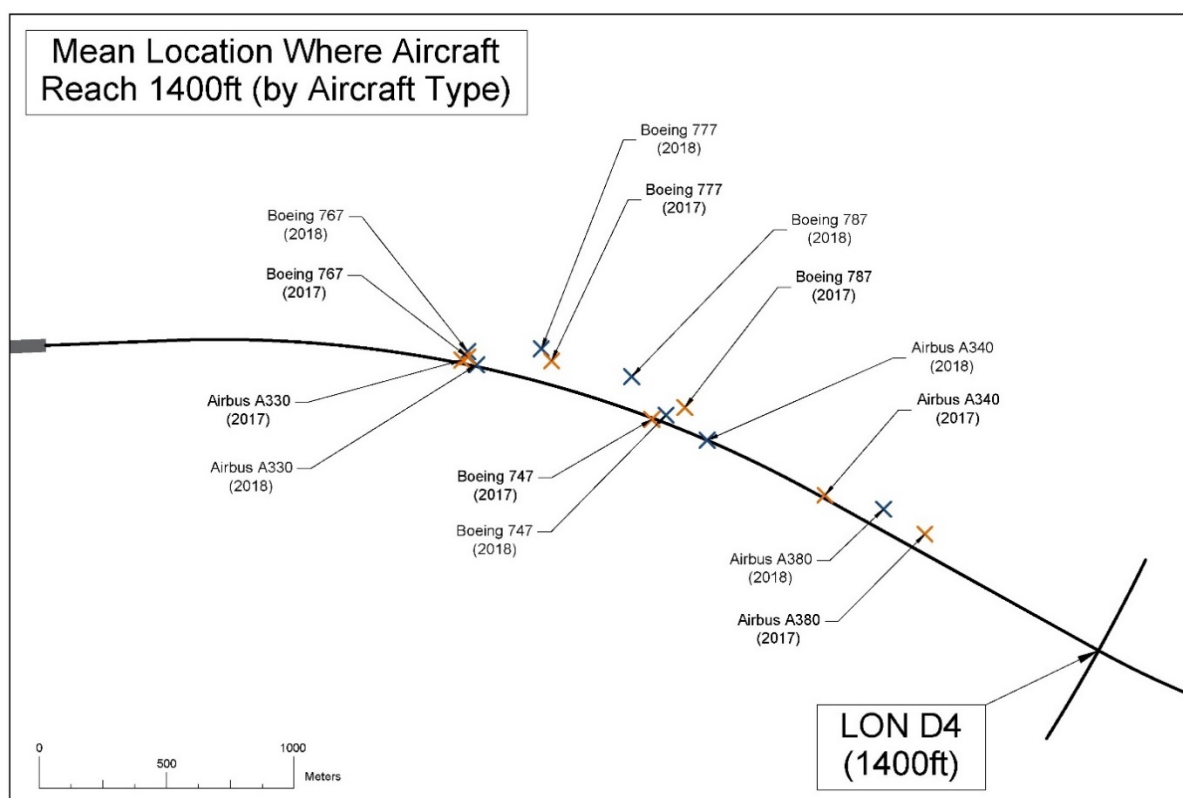 Mean Location Where Aircraft
Reach 1400ft (by Aircraft Type)
Boeing 777
(2018)
Boeing 777
(2017)
Boeing 767
(2018)
Boeing 787
(2018)
Boeing 767
(2017)
Boeing 787
(2017)
Airbus A340
(2018)
Airbus A330
(2017)
Airbus A340
(2017)
Airbus A330
(2018)
Boeing 747
(2017)
Boeing 747
(2018)
Airbus A380
(2018)
Airbus A380
(2017)
LON D4
(1400ft)
0 1000
500 Meters